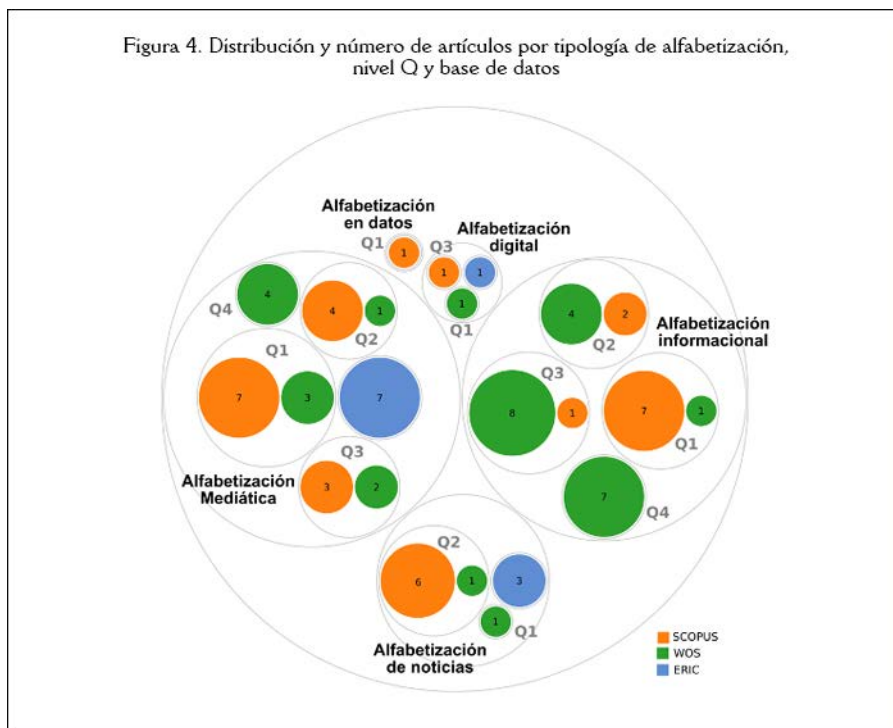 Figura 4. Distribución y número de artículos por tipología de alfabetización,
nivel Q y base de datos
Alfabetización
en datos
Q1
1
Alfabetización
digital
Q3
1
1
1
Q1
4
Q4
4
1
Q2
Q1
7
3
7
Q3
3
2
Alfabetización
Mediática
4
2
Q2
Alfabetización
informacional
Q3
8
1
7
1
Q1
7
Q4
Q2
6
1
3
1
Q1
Alfabetización
de noticias
SCOPUS
WOS
ERIC